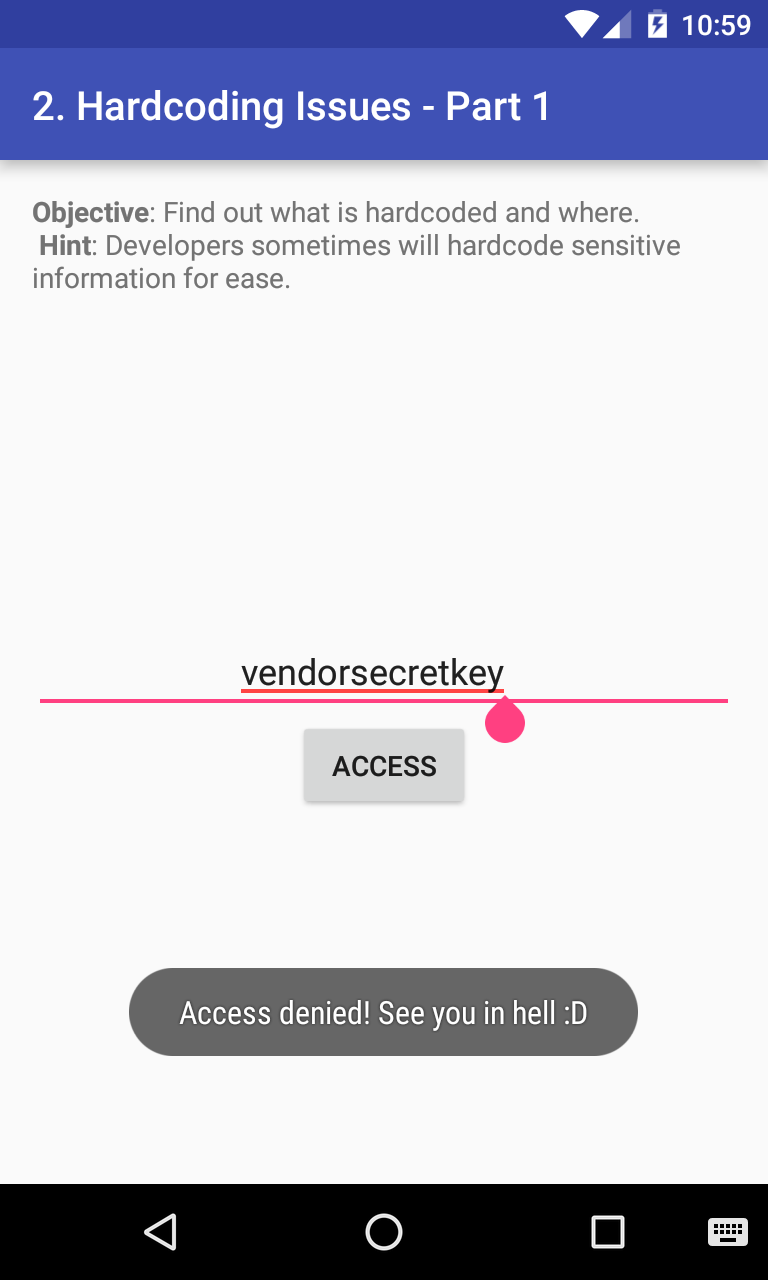 10:59
2. Hardcoding Issues - Part 1
Objective: Find out what is hardcoded and where.
Hint: Developers sometimes will hardcode sensitive
information for ease.
vendorsecretkey
ACCESS
Access denied! See you in hell :D